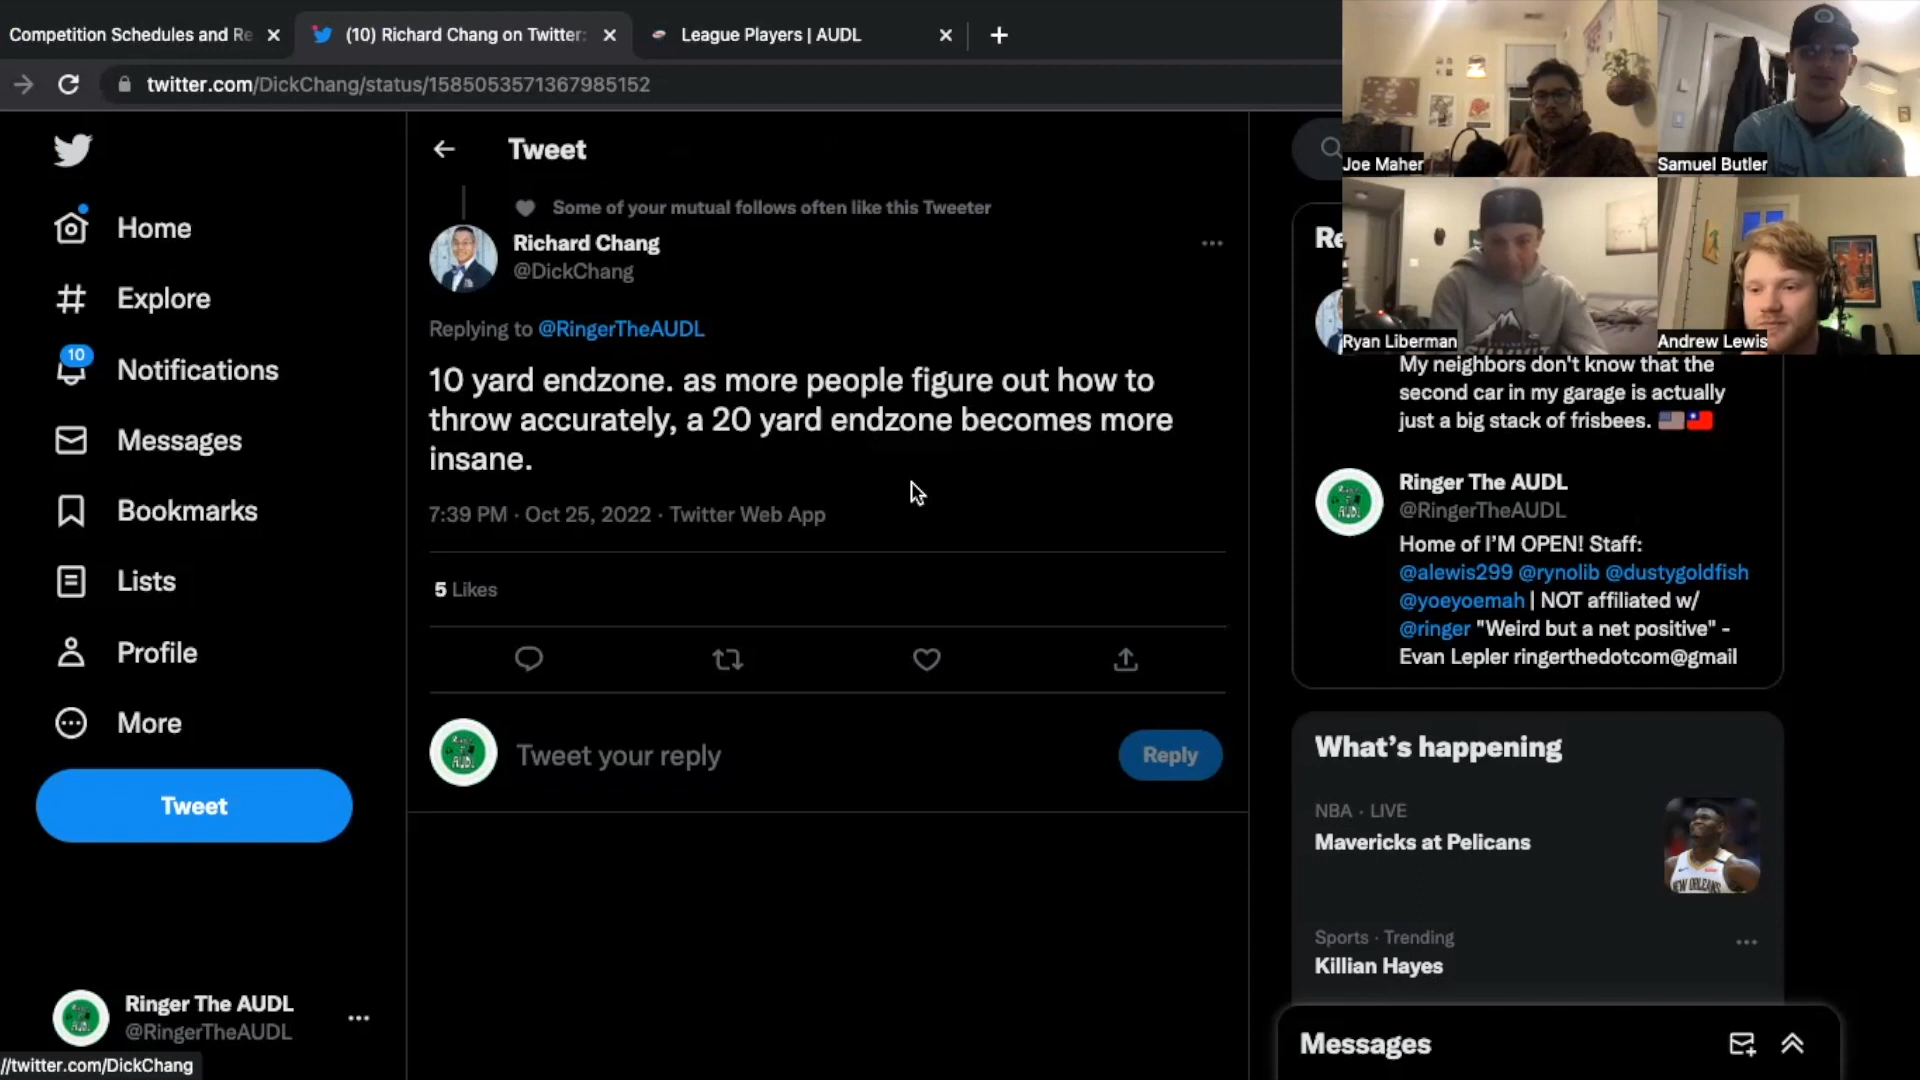 Competition Schedules and Re
(10) Richard Chang on Twitter:
League Players | AUDL
twitter.com/DickChang/status/1585053571367985152
Joe Maher
Samuel Butler
Ryan Liberman
Andrew Lewis
Home
Explore
10
Notifications
Messages
Bookmarks
Lists
Profile
More
Tweet
Ringer The AUDL
@RingerTheAUDL
//twitter.com/DickChang
Tweet
Some of your mutual follows often like this Tweeter
Richard Chang
@DickChang
Replying to @RingerTheAUDL
10 yard endzone. as more people figure out how to
throw accurately, a 20 yard endzone becomes more
insane.
7:39 PM · Oct 25, 2022 · Twitter Web App
5 Likes
AUDL
Tweet your reply
Reply
Re
My neighbors don't know that the
second car in my garage is actually
just a big stack of frisbees.
Ringer The AUDL
@RingerTheAUDL
Home of I'M OPEN! Staff:
@alewis299 @rynolib @dustygoldfish
@yoeyoemah | NOT affiliated w/
@ringer "Weird but a net positive" -
Evan Lepler ringerthedotcom@gmail
What's happening
NBA · LIVE
Mavericks at Pelicans
NEW ORLEANS
Sports · Trending
Killian Hayes
Messages